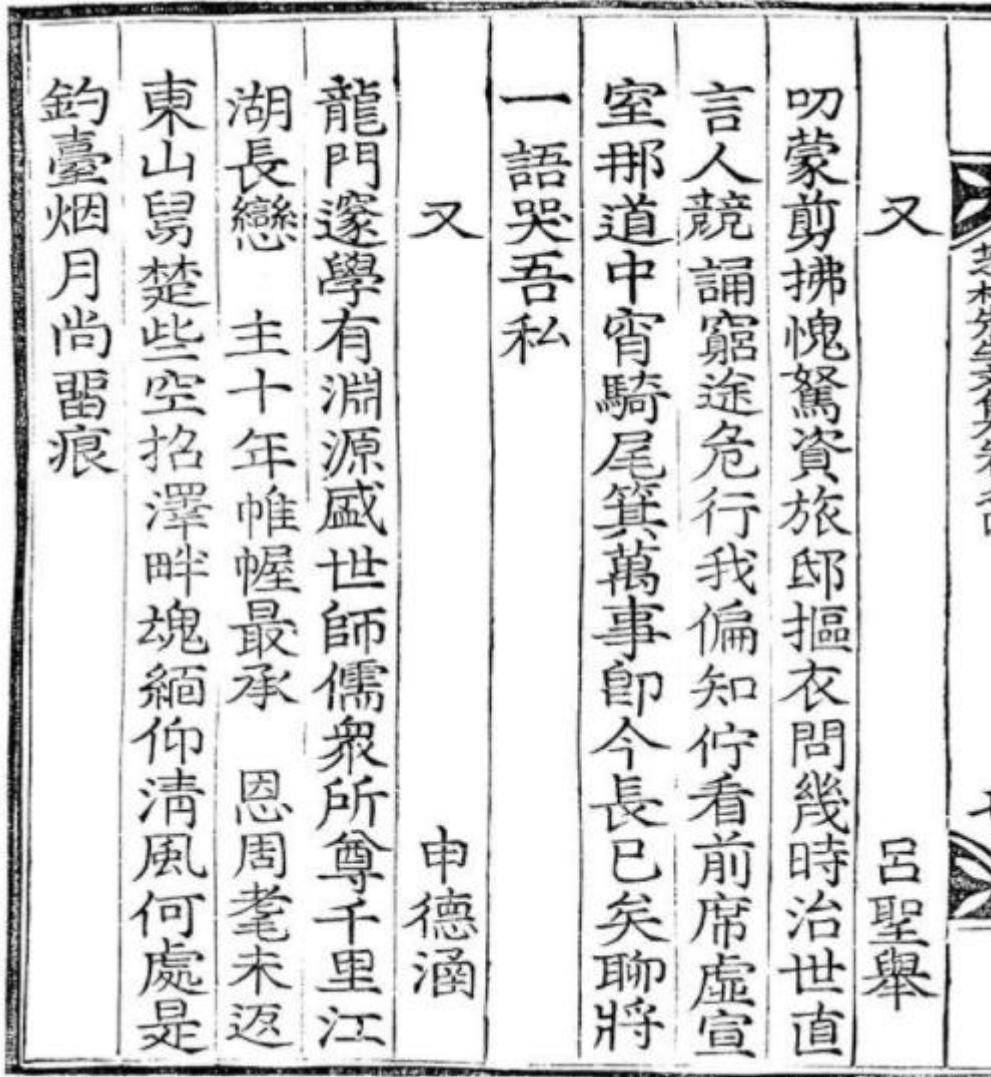 又 呂聖舉
叨蒙剪拂愧駑資旅邸摳衣問幾時治世直
言人競誦窮途危行我偏知佇看前席虛宣
室那道中宵騎尾箕萬事卽今長已矣聊將
一語哭吾私
又 申德涵
龍門邃學有淵源盛世師儒衆所尊千里江
湖長戀 主十年帷幄最承 恩周耄未返
東山舄楚些空招澤畔魂緬仰淸風何處是
釣臺烟月尚留痕